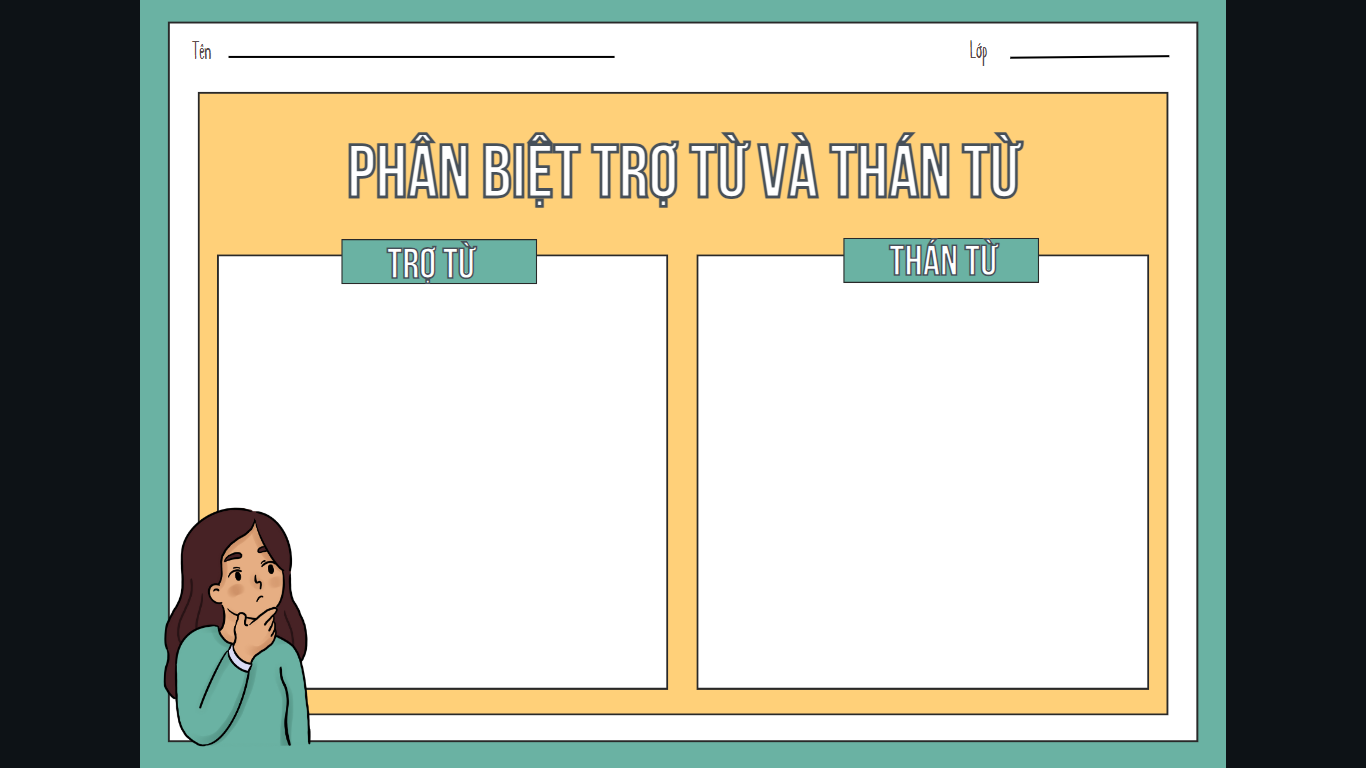 Tên
Lớp
PHÂN BIỆT TRỢ TỪ VÀ THÁN TỪ
TRỢ TỪ
THÁN TỪ